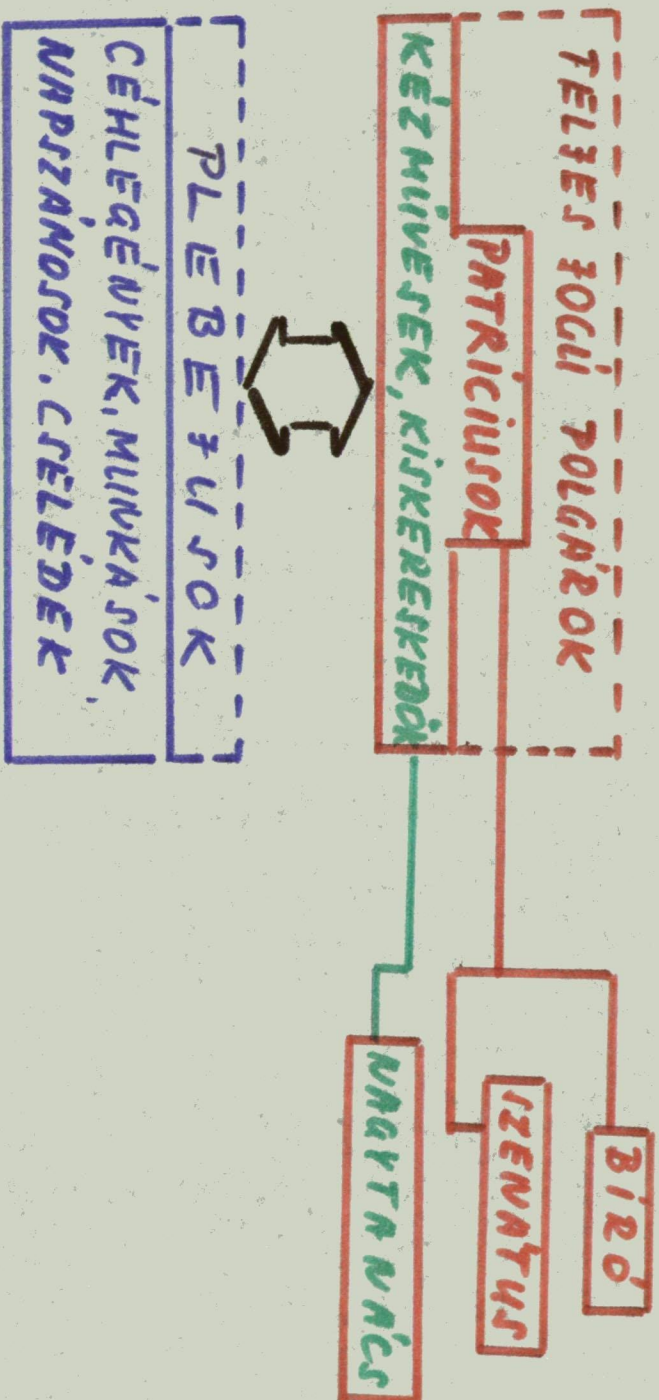 TELJES JOGÚ POLGÁROK
PATRICIUSOK
KÉZMŰVESEK, KISKERESKEDŐK
BÍRÓ
SZENÁTUS
NAGYTANÁCS
PLEBEJUSOK
CÉHLEGÉNYEK, MUNKÁSOK,
NAPSZÁMOSOK, CSELÉDEK